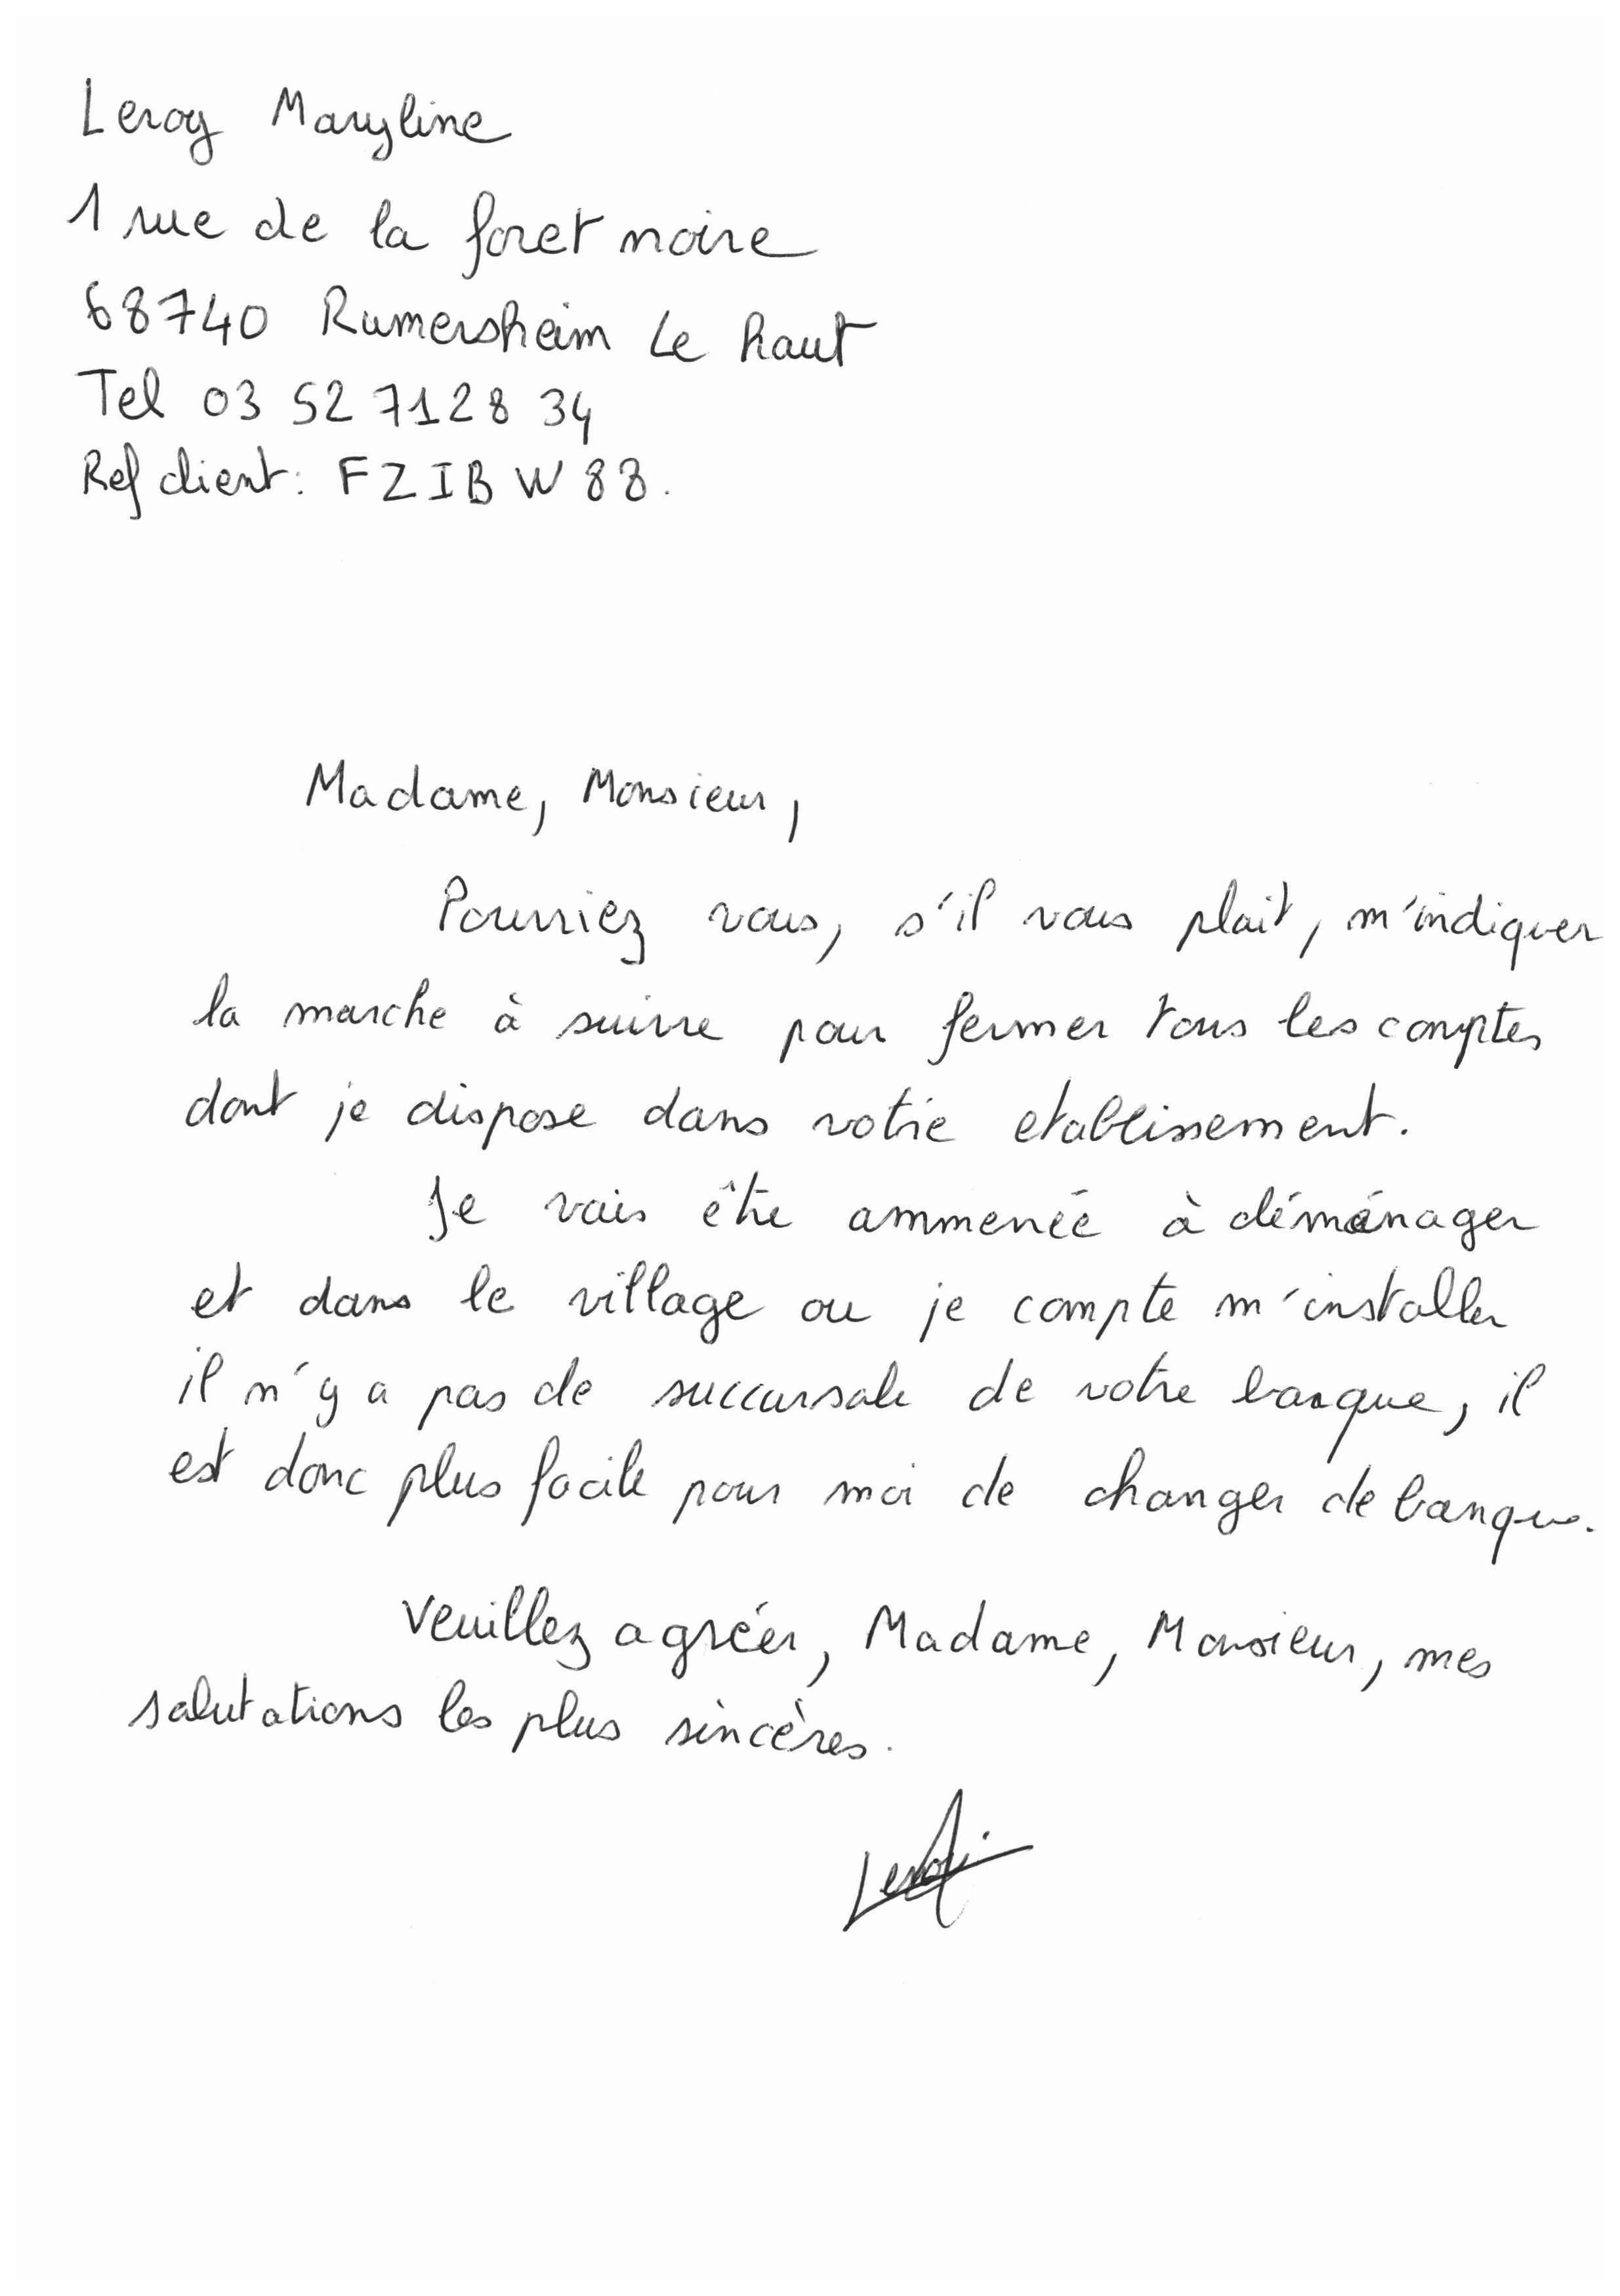 Leroy Maryline
1 rue de la foret noire
68740 Rumersheim Le haut
Tel 03 52 71 28 34
Ref client : FZIBW88.
Madame, Monsieur,
Pourriez vous, s'il vous plait, m'indiquer
la marche à suivre pour fermer tous les comptes
dont je dispose dans votre etablissement.
Je vais être ammenée à déménager
et dans le village ou je compte m'installer
il n'y a pas de succursale de votre banque, il
est donc plus facile pour moi de changer de banque.
Veuillez agréer, Madame, Monsieur, mes
salutations les plus sincères.
Leroy